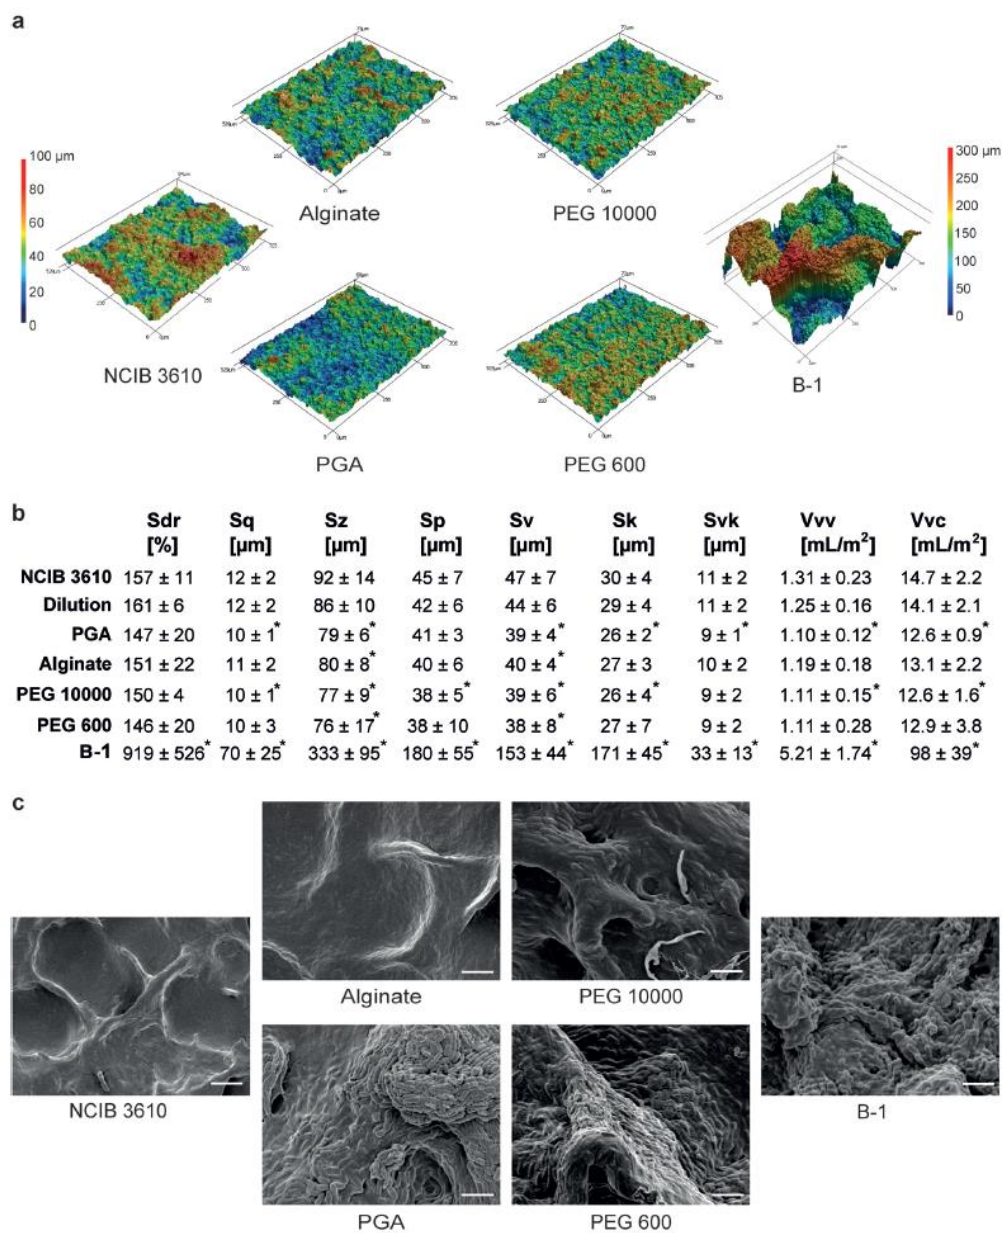 a
Alginate
PEG 10000
100 µm
80
60
40
20
0
300 µm
250
200
150
100
50
0
NCIB 3610
B-1
PGA
PEG 600
b
Sdr Sq Sz Sp Sv Sk Svk Vvv Vvc
[%] [µm] [µm] [µm] [µm] [µm] [µm] [mL/m²] [mL/m²]
NCIB 3610 157 ± 11 12 ± 2 92 ± 14 45 ± 7 47 ± 7 30 ± 4 11 ± 2 1.31 ± 0.23 14.7 ± 2.2
Dilution 161 ± 6 12 ± 2 86 ± 10 42 ± 6 44 ± 6 29 ± 4 11 ± 2 1.25 ± 0.16 14.1 ± 2.1
PGA 147 ± 20 10 ± 1* 79 ± 6* 41 ± 3 39 ± 4* 26 ± 2* 9 ± 1* 1.10 ± 0.12* 12.6 ± 0.9*
Alginate 151 ± 22 11 ± 2 80 ± 8* 40 ± 6 40 ± 4* 27 ± 3 10 ± 2 1.19 ± 0.18 13.1 ± 2.2
PEG 10000 150 ± 4 10 ± 1* 77 ± 9* 38 ± 5* 39 ± 6* 26 ± 4* 9 ± 2 1.11 ± 0.15* 12.6 ± 1.6*
PEG 600 146 ± 20 10 ± 3 76 ± 17* 38 ± 10 38 ± 8* 27 ± 7 9 ± 2 1.11 ± 0.28 12.9 ± 3.8
B-1 919 ± 526* 70 ± 25* 333 ± 95* 180 ± 55* 153 ± 44* 171 ± 45* 33 ± 13* 5.21 ± 1.74* 98 ± 39*
c
Alginate
PEG 10000
NCIB 3610
B-1
PGA
PEG 600